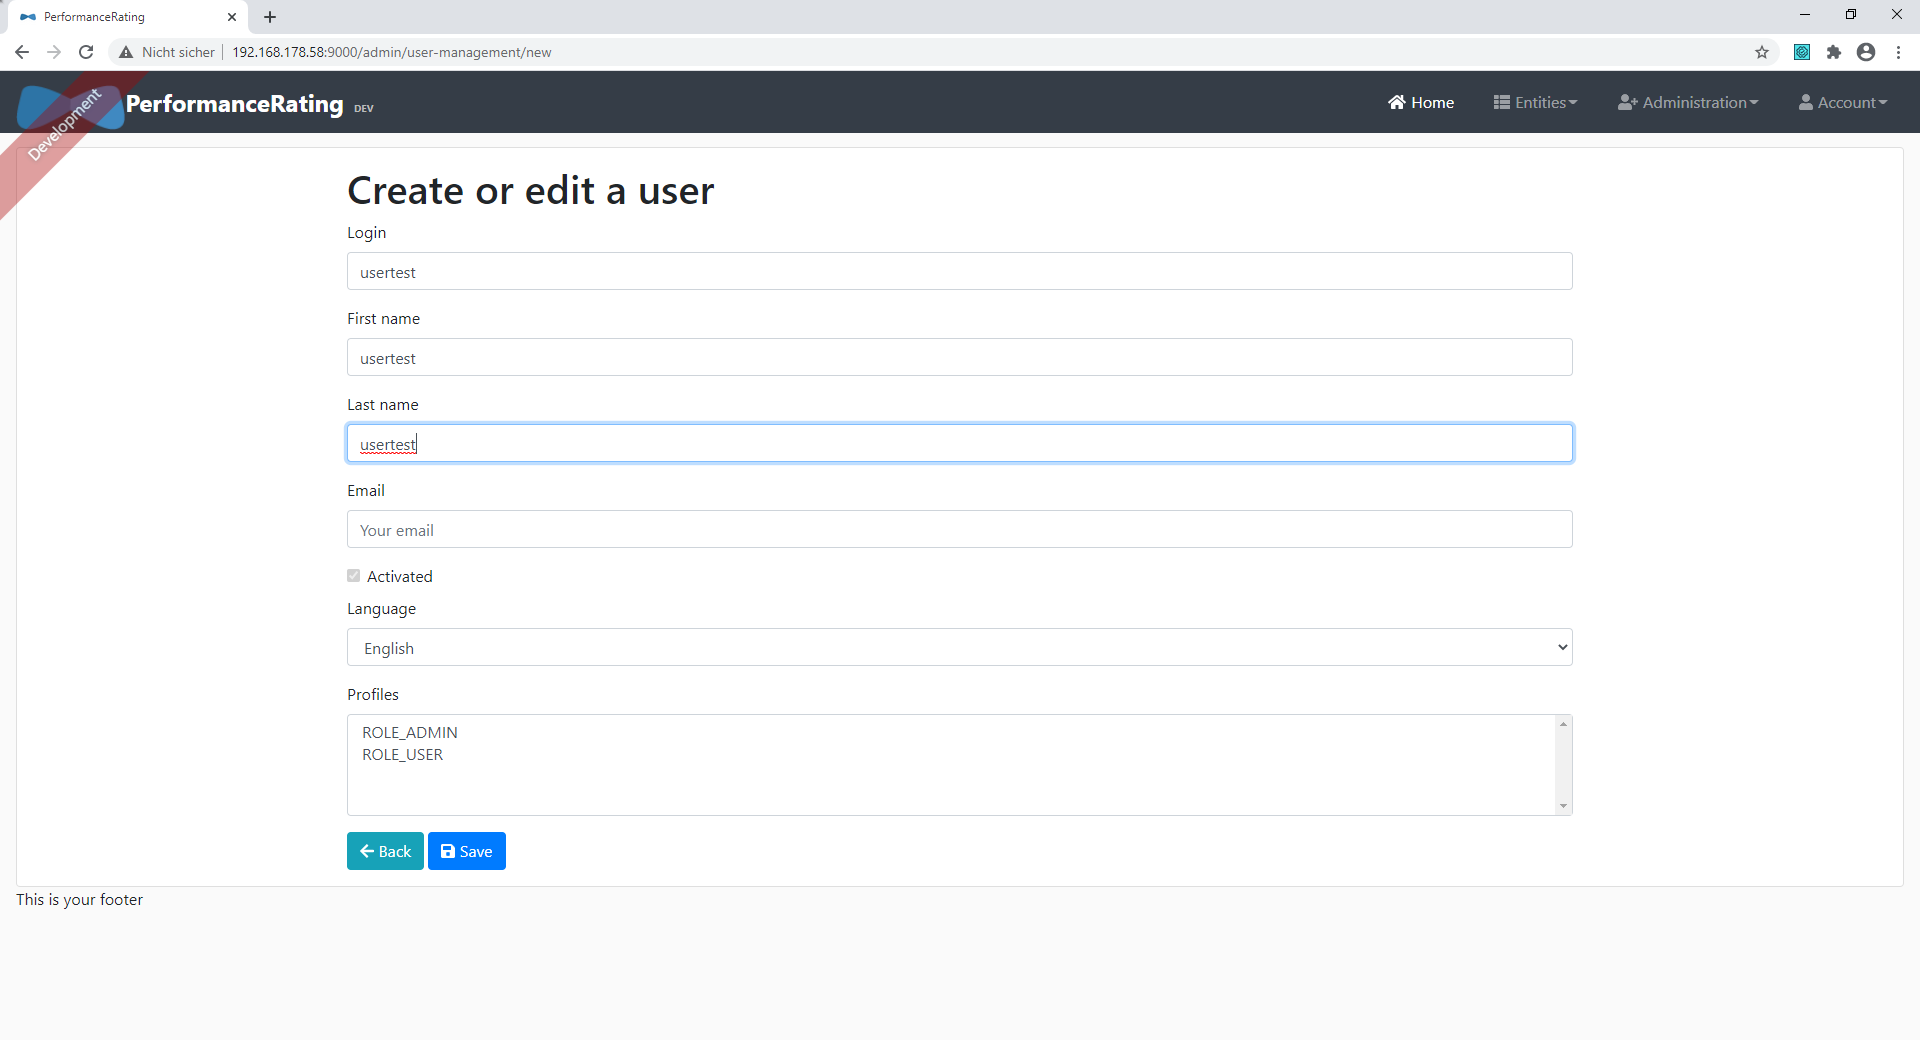 PerformanceRating
Nicht sicher 192.168.178.58:9000/admin/user-management/new
Development
PerformanceRating DEV
Home Entities Administration Account
Create or edit a user
Login
usertest
First name
usertest
Last name
usertest
Email
Your email
Activated
Language
English
Profiles
ROLE_ADMIN
ROLE_USER
Back Save
This is your footer